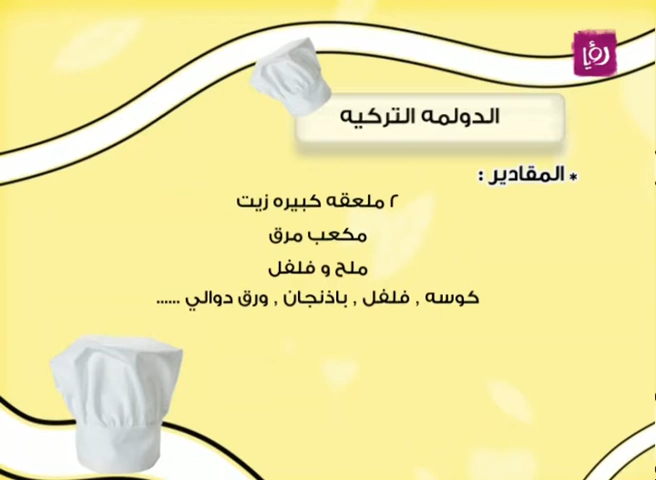 رؤيا
الدولمه التركيه
* المقادير :
٢ ملعقه كبيره زيت
مكعب مرق
ملح و فلفل
كوسه , فلفل , باذنجان , ورق دوالي ......